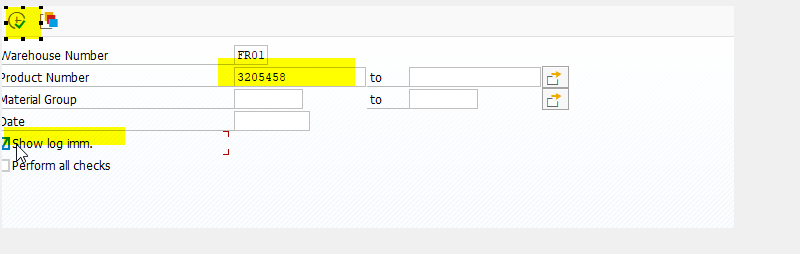 Warehouse Number FR01
Product Number 3205458 to
Material Group to
Date
Show log imm.
Perform all checks